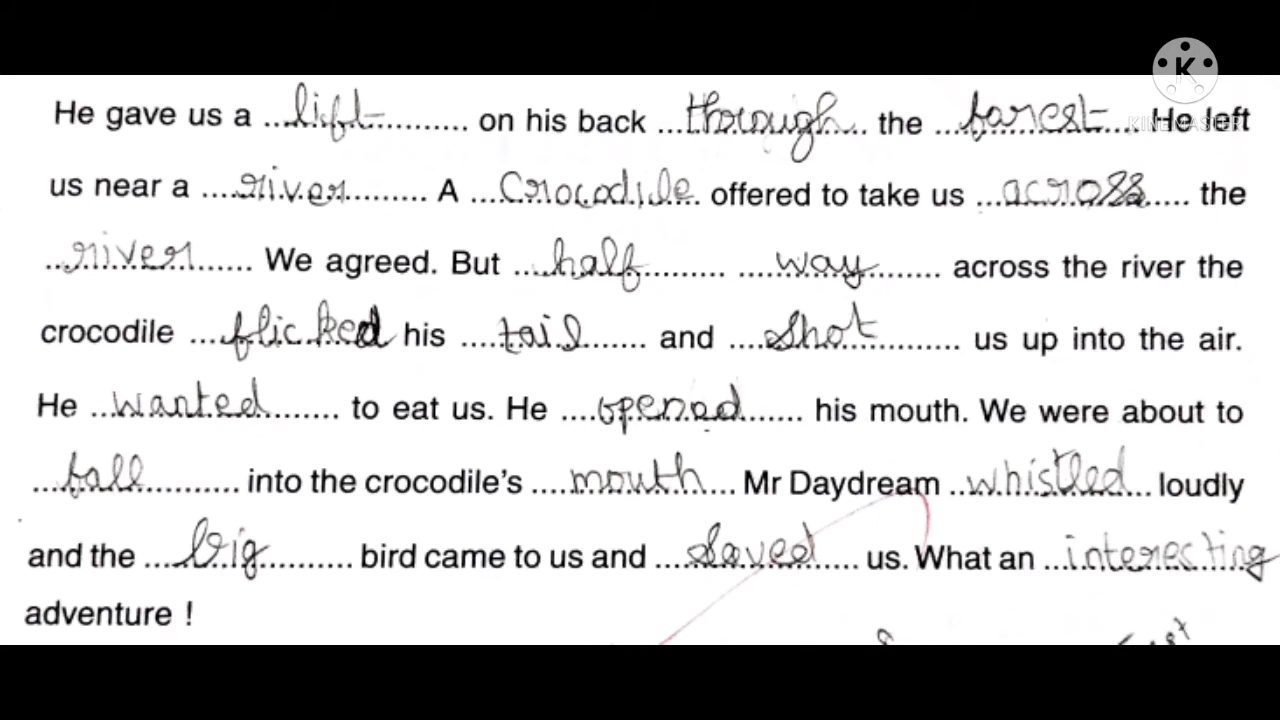 He gave us a ....lift.......... on his back ...through... the ...forest.... He left
us near a ....river.......... A ...Crocodile. offered to take us ...across..... the
..river....... We agreed. But ...half......... ....way....... across the river the
crocodile ...flicked his ....tail....... and ....shot........... us up into the air.
He ..wanted........ to eat us. He ....opened...... his mouth. We were about to
...fall........... into the crocodile's ....mouth.... Mr Daydream ..whistled... loudly
and the ...big.......... bird came to us and ....saved..... us. What an ...interesting
adventure !
K
KINEMASTER